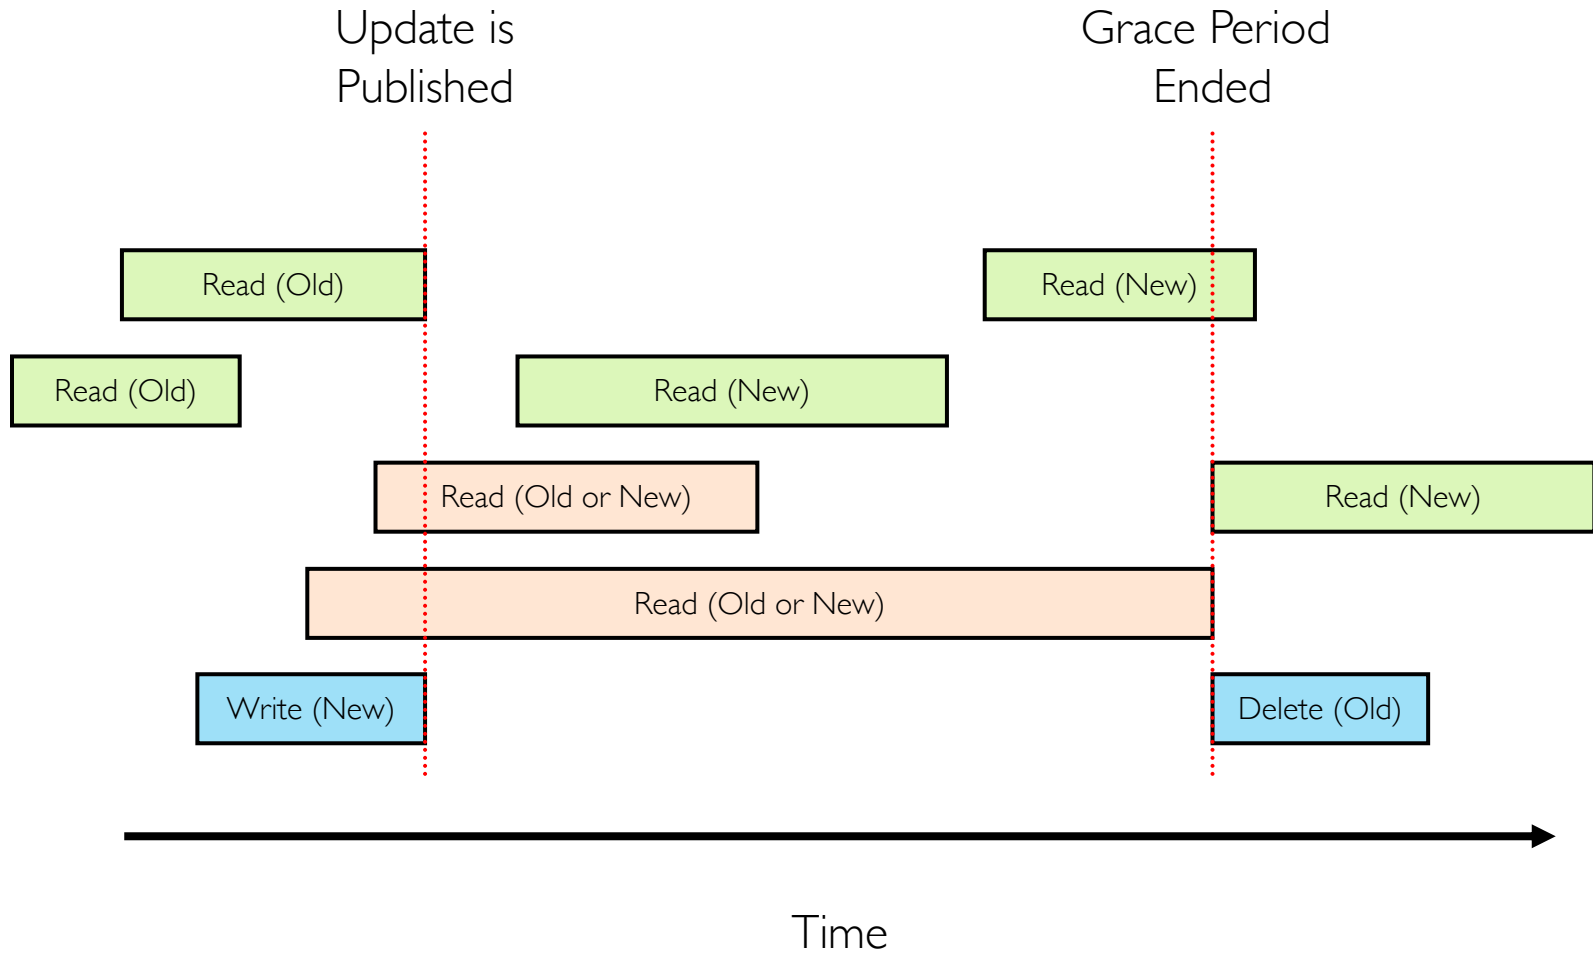 Update is
Published
Grace Period
Ended
Read (Old)
Read (New)
Read (Old)
Read (New)
Read (Old or New)
Read (New)
Read (Old or New)
Write (New)
Delete (Old)
Time